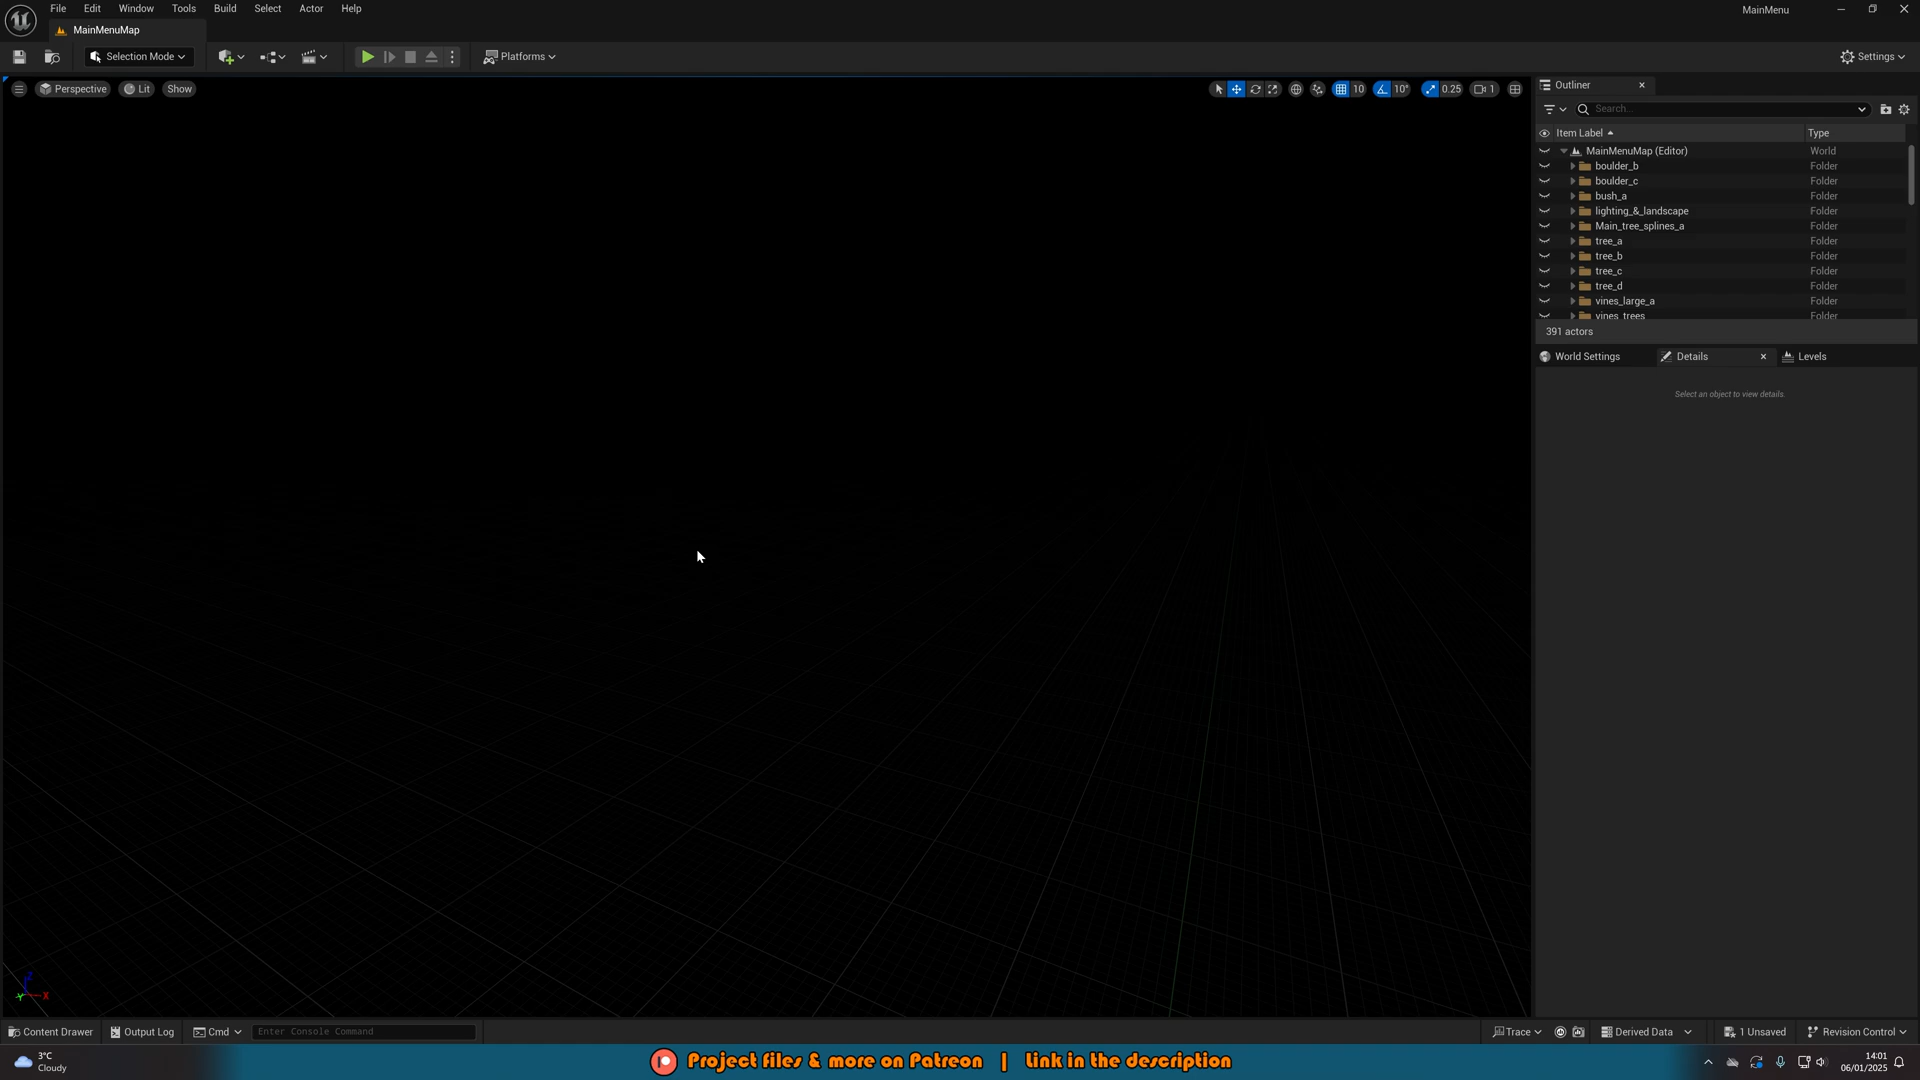 File Edit Window Tools Build Select Actor Help
MainMenu
MainMenuMap
Selection Mode
Platforms
Settings
Perspective Lit Show
10 10° 0.25 1
Outliner
Search...
Item Label Type
MainMenuMap (Editor) World
boulder_b Folder
boulder_c Folder
bush_a Folder
lighting_&_landscape Folder
Main_tree_splines_a Folder
tree_a Folder
tree_b Folder
tree_c Folder
tree_d Folder
vines_large_a Folder
vines_trees Folder
391 actors
World Settings Details Levels
Select an object to view details.
Z
X
Content Drawer Output Log Cmd Enter Console Command
Trace Derived Data 1 Unsaved Revision Control
3°C
Cloudy
Project files & more on Patreon | Link in the description
14:01
06/01/2025